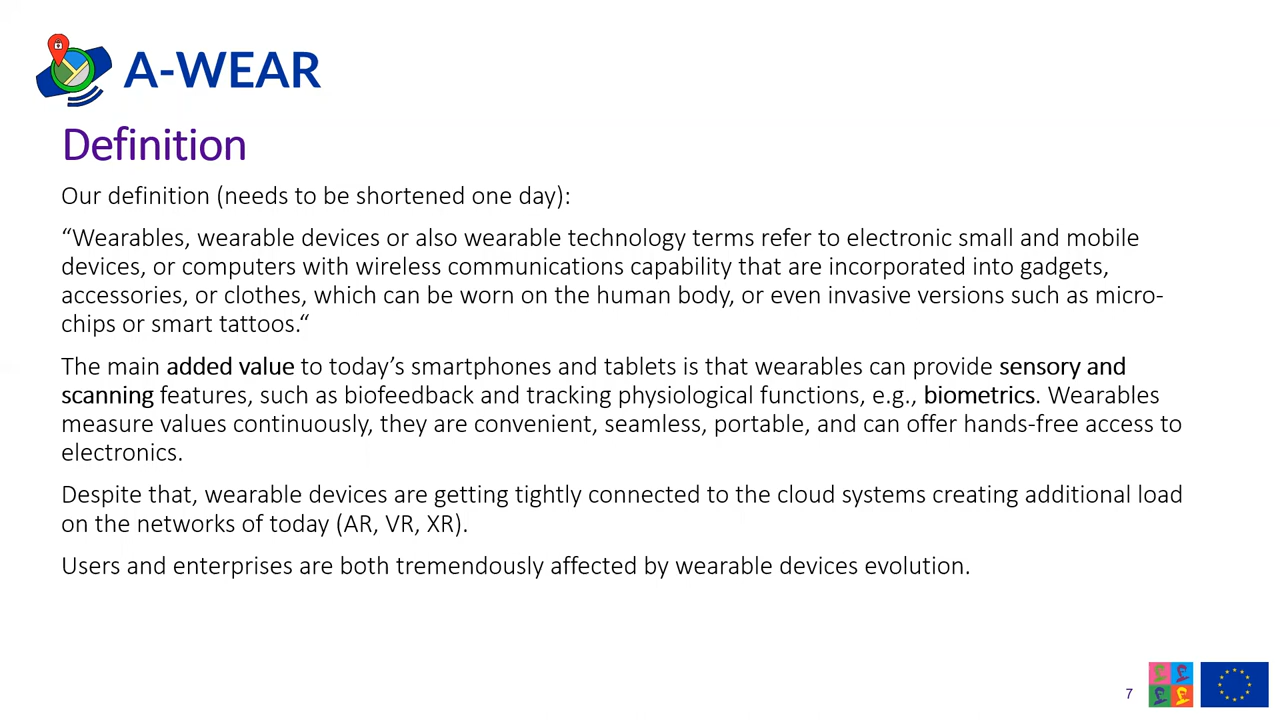 A-WEAR
Definition
Our definition (needs to be shortened one day):
“Wearables, wearable devices or also wearable technology terms refer to electronic small and mobile
devices, or computers with wireless communications capability that are incorporated into gadgets,
accessories, or clothes, which can be worn on the human body, or even invasive versions such as micro-
chips or smart tattoos.“
The main added value to today’s smartphones and tablets is that wearables can provide sensory and
scanning features, such as biofeedback and tracking physiological functions, e.g., biometrics. Wearables
measure values continuously, they are convenient, seamless, portable, and can offer hands-free access to
electronics.
Despite that, wearable devices are getting tightly connected to the cloud systems creating additional load
on the networks of today (AR, VR, XR).
Users and enterprises are both tremendously affected by wearable devices evolution.
7